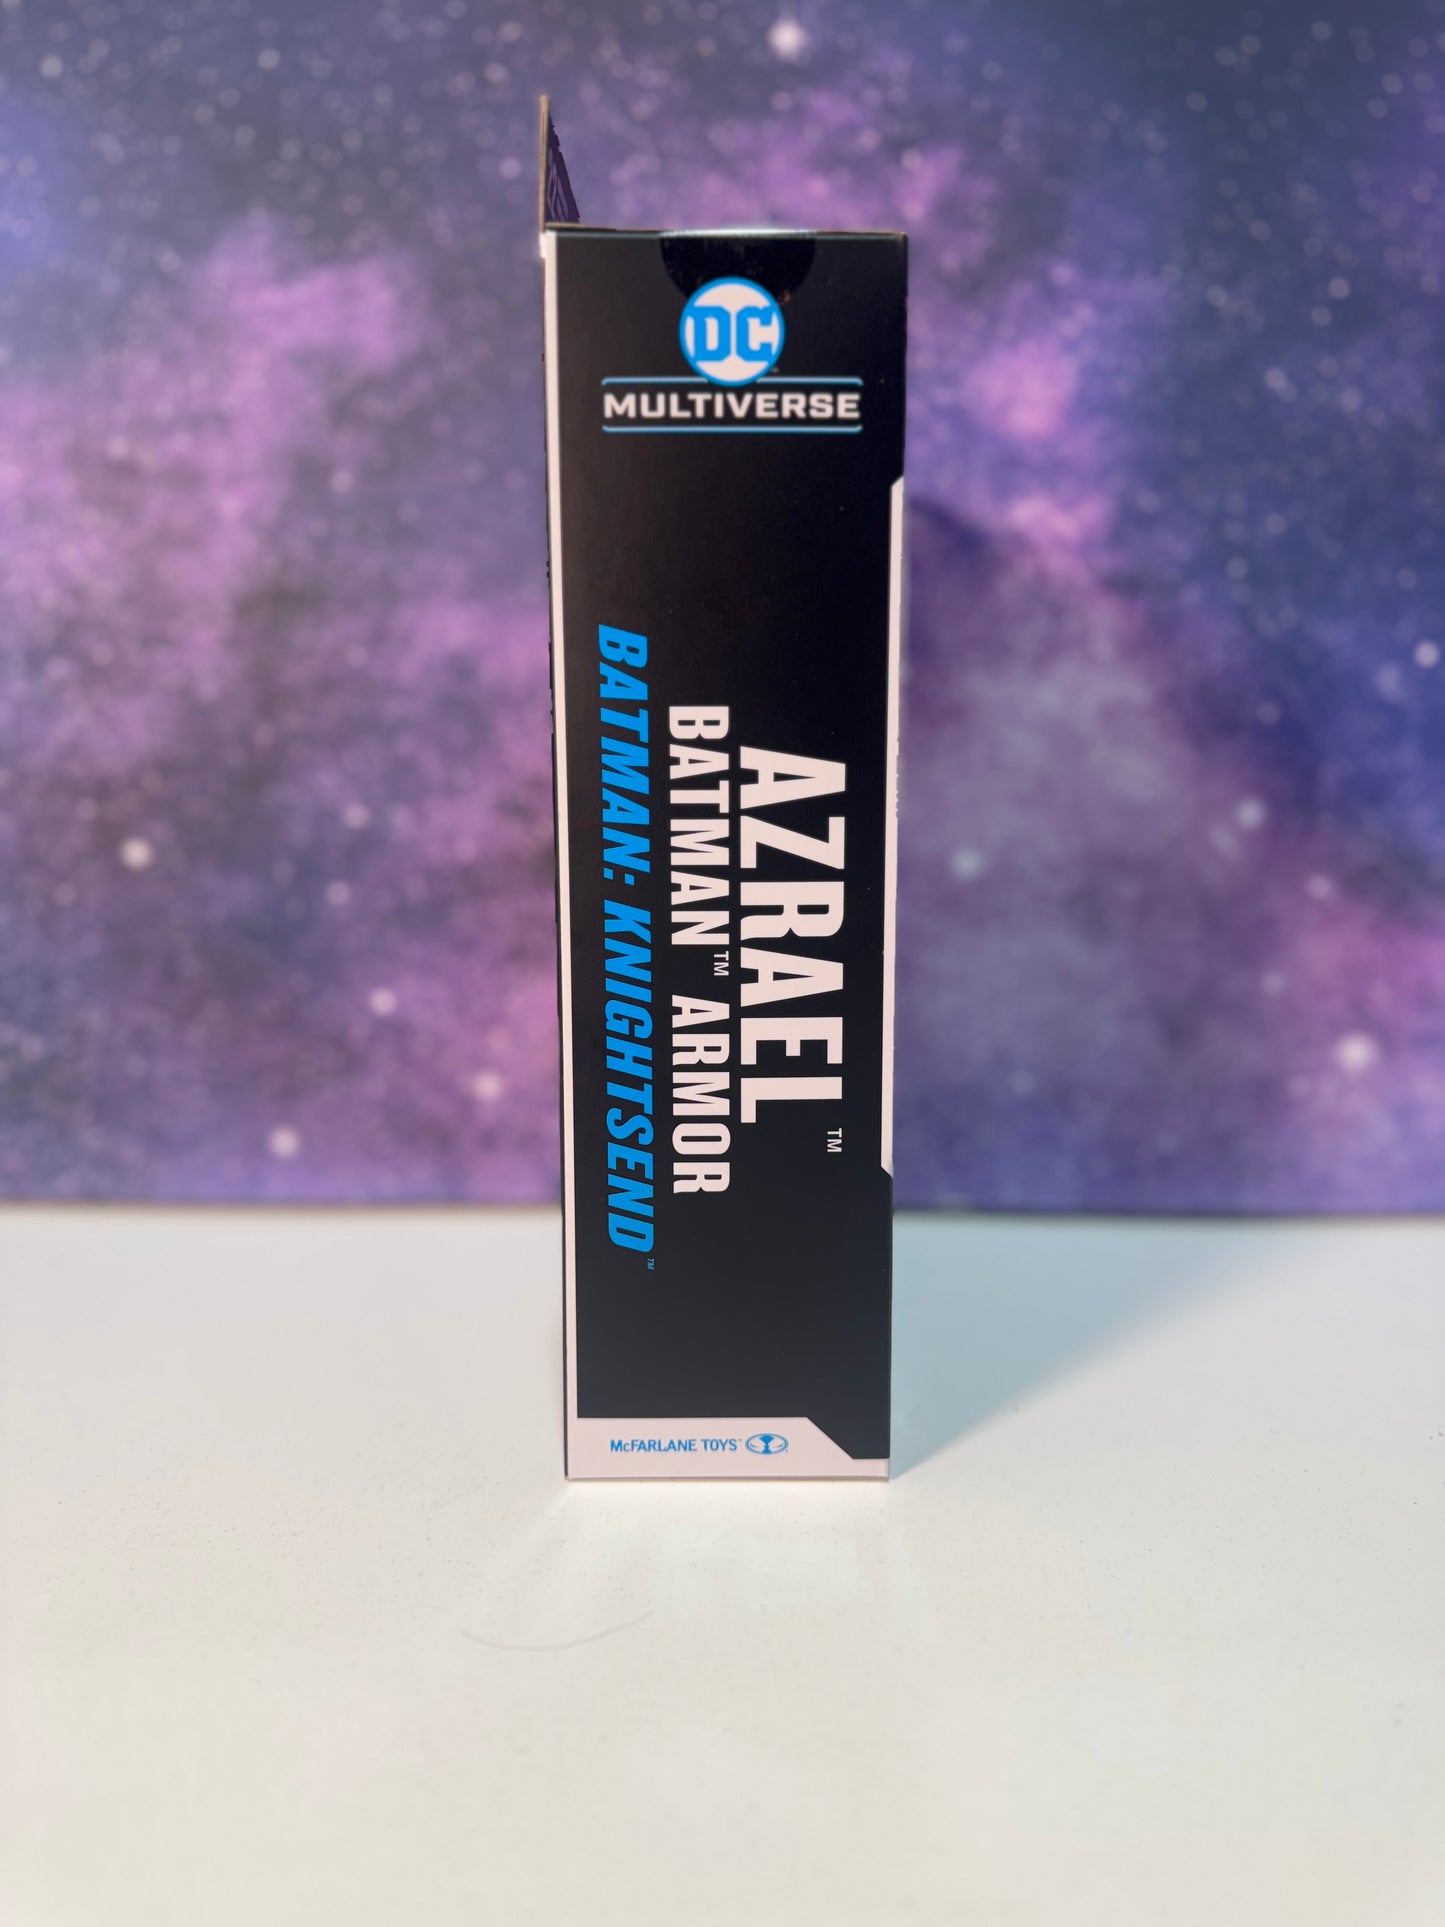 DC
MULTIVERSE
AZRAEL™
BATMAN™ ARMOR
BATMAN: KNIGHTSEND™
McFARLANE TOYS™